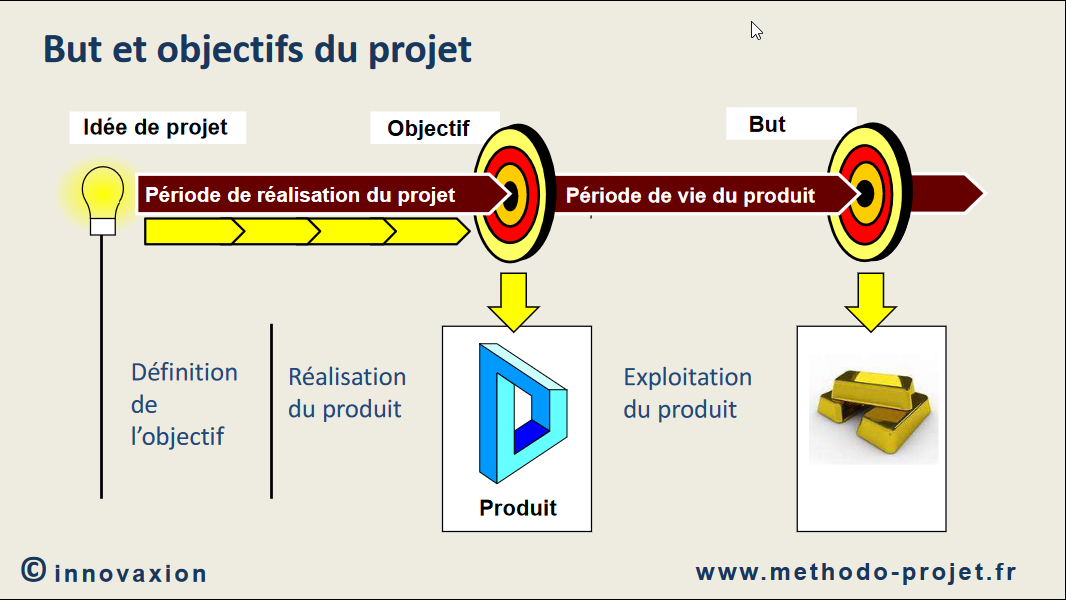 But et objectifs du projet
Idée de projet
Objectif
But
Période de réalisation du projet
Période de vie du produit
Définition
de
l’objectif
Réalisation
du produit
Exploitation
du produit
Produit
© innovaxion
www.methodo-projet.fr